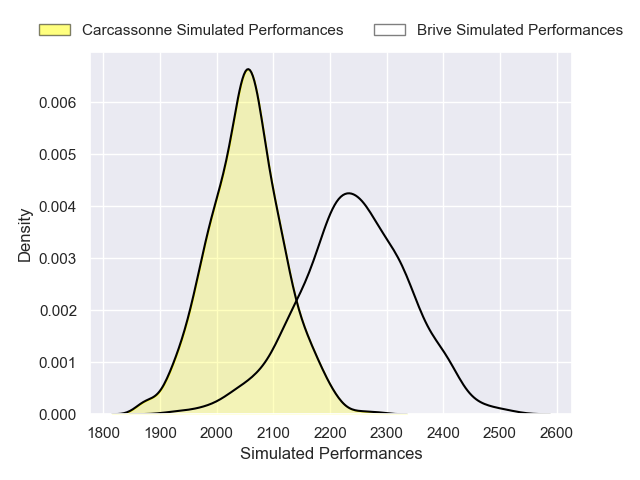 Carcassonne Simulated Performances
Brive Simulated Performances
0.006
0.005
0.004
0.003
0.002
0.001
0.000
Density
1800 1900 2000 2100 2200 2300 2400 2500 2600
Simulated Performances